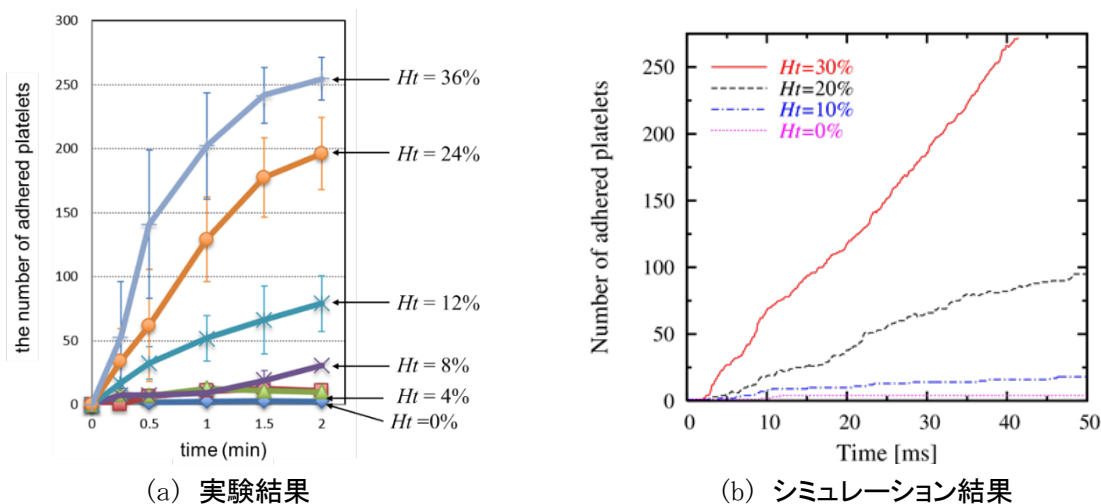 300
250
200
150
100
50
0
the number of adhered platelets
0
0.5
1
1.5
2
time (min)
Ht = 36%
Ht = 24%
Ht = 12%
Ht = 8%
Ht = 4%
Ht =0%
(a) 実験結果
250
200
150
100
50
0
Number of adhered platelets
Ht=30%
Ht=20%
Ht=10%
Ht=0%
0
10
20
30
40
50
Time [ms]
(b) シミュレーション結果